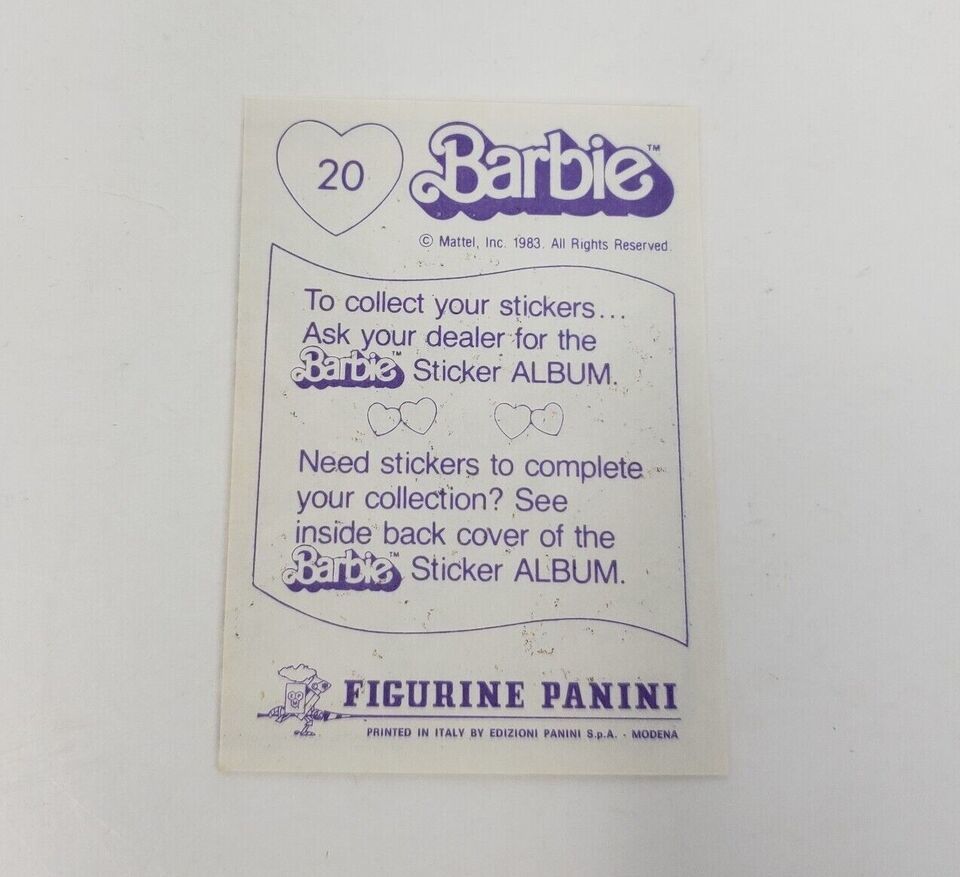 20
Barbie™
© Mattel, Inc. 1983. All Rights Reserved.
To collect your stickers...
Ask your dealer for the
Barbie™ Sticker ALBUM.
Need stickers to complete
your collection? See
inside back cover of the
Barbie™ Sticker ALBUM.
FIGURINE PANINI
PRINTED IN ITALY BY EDIZIONI PANINI S.p.A. - MODENA